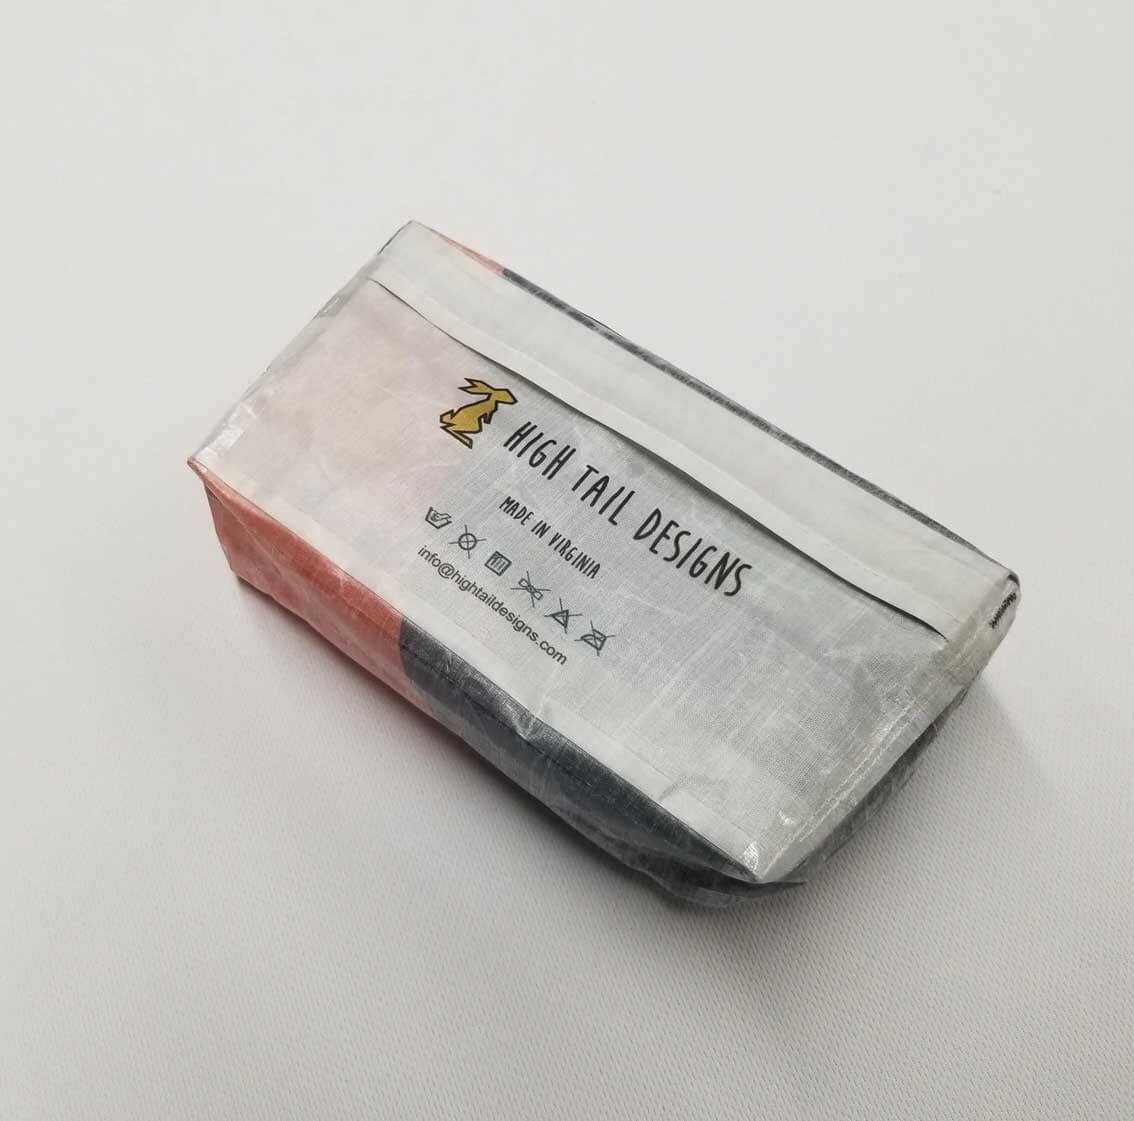 HIGH TAIL DESIGNS
MADE IN VIRGINIA
info@hightaildesigns.com